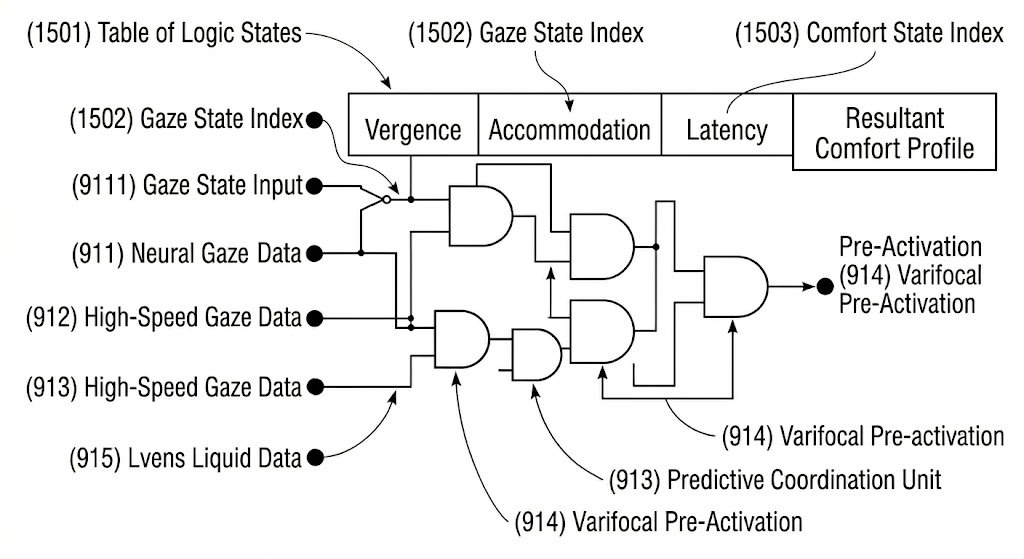 (1501) Table of Logic States
(1502) Gaze State Index
(1503) Comfort State Index
Vergence
Accommodation
Latency
Resultant
Comfort Profile
(1502) Gaze State Index
(9111) Gaze State Input
(911) Neural Gaze Data
(912) High-Speed Gaze Data
(913) High-Speed Gaze Data
(915) Lvens Liquid Data
Pre-Activation
(914) Varifocal
Pre-Activation
(914) Varifocal Pre-activation
(913) Predictive Coordination Unit
(914) Varifocal Pre-Activation